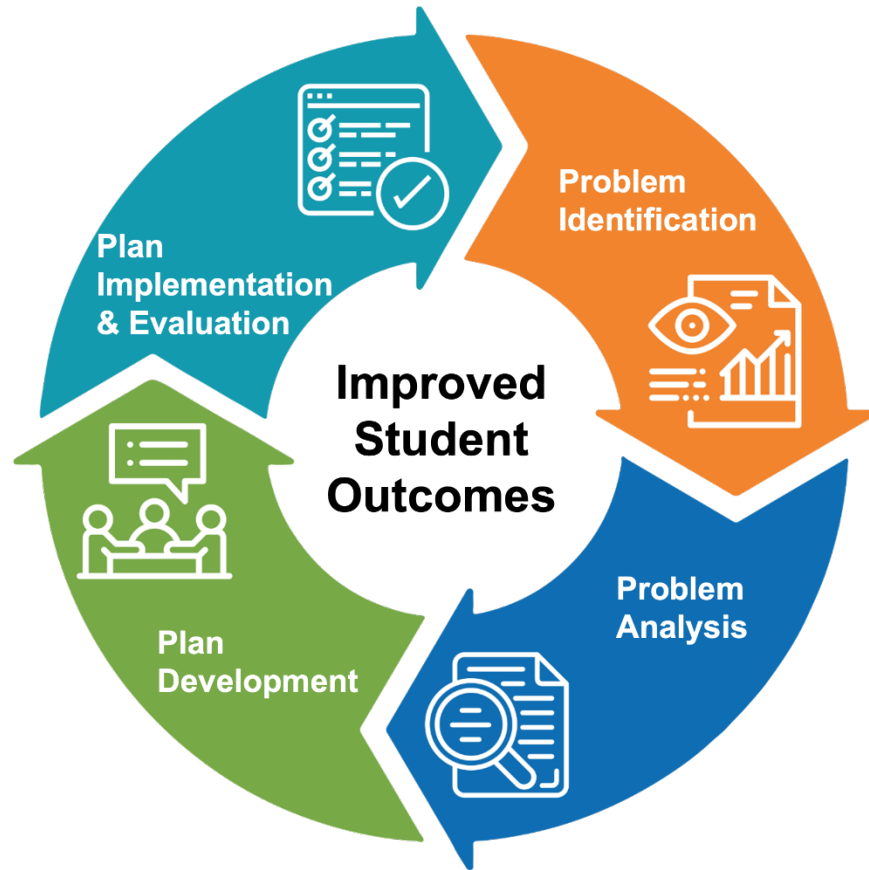 Problem
Identification
Problem
Analysis
Plan
Development
Plan
Implementation
& Evaluation
Improved
Student
Outcomes